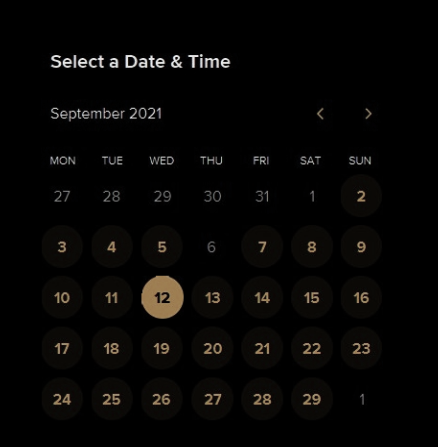 Select a Date & Time
September 2021
MON TUE WED THU FRI SAT SUN
27 28 29 30 31 1 2
3 4 5 6 7 8 9
10 11 12 13 14 15 16
17 18 19 20 21 22 23
24 25 26 27 28 29 1